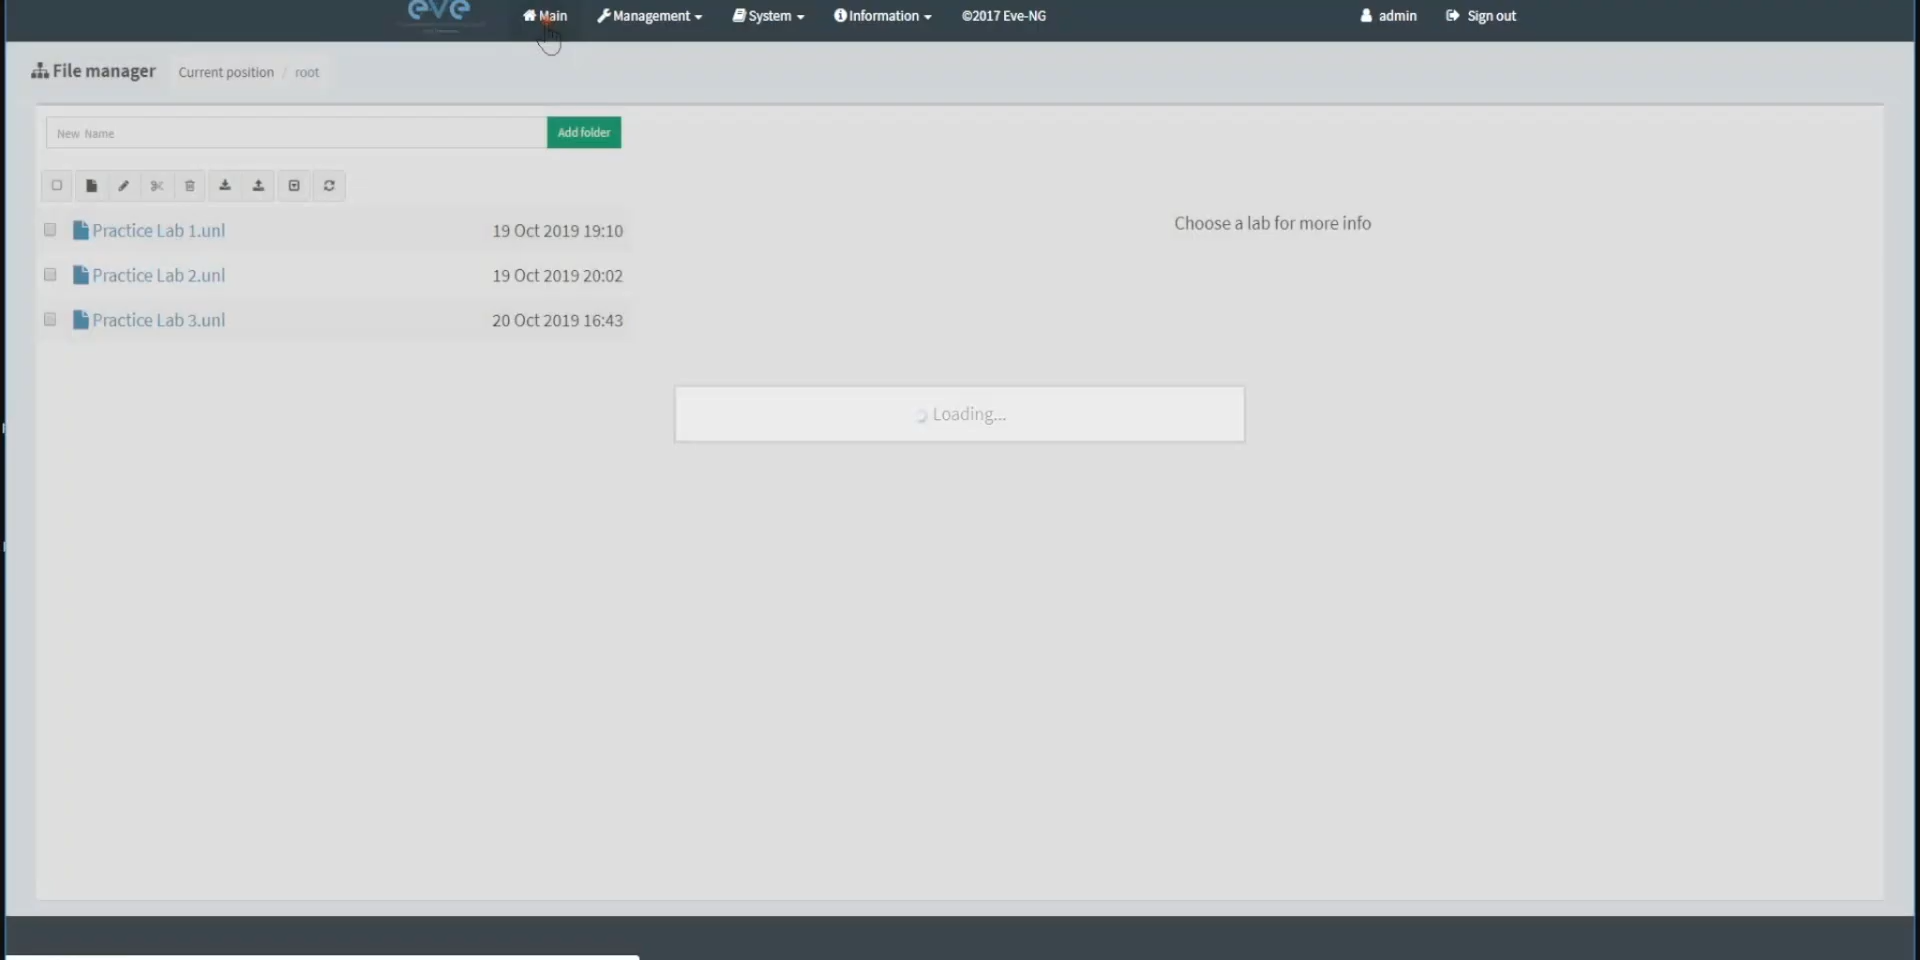 eve
Main Management System Information ©2017 Eve-NG admin Sign out
File manager Current position / root
New Name Add folder
Practice Lab 1.unl 19 Oct 2019 19:10
Choose a lab for more info
Practice Lab 2.unl 19 Oct 2019 20:02
Practice Lab 3.unl 20 Oct 2019 16:43
Loading...